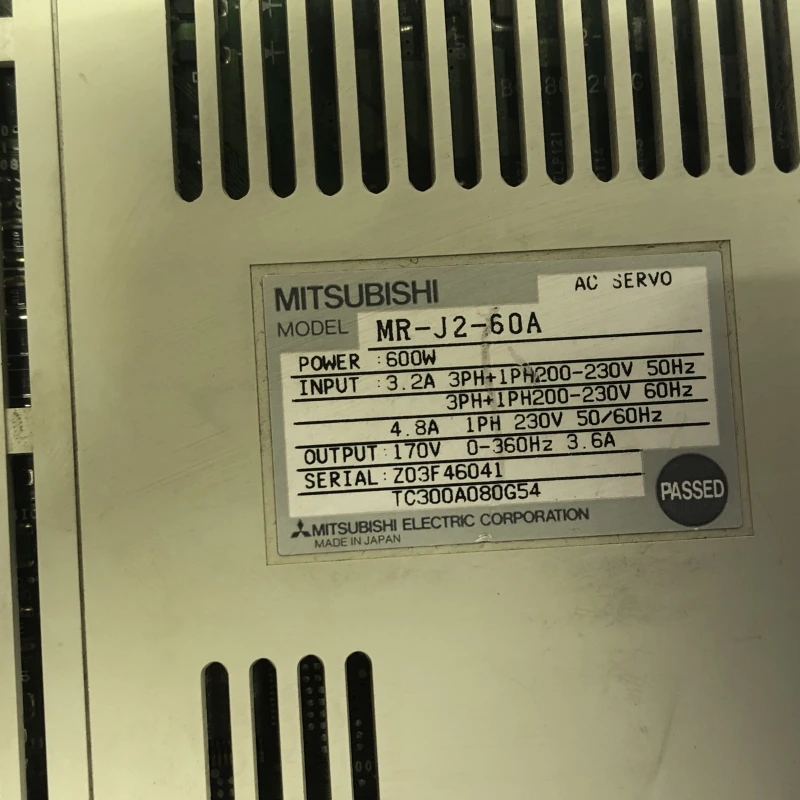 MITSUBISHI
AC SERVO
MODEL MR-J2-60A
POWER :600W
INPUT :3.2A 3PH+1PH200-230V 50Hz
3PH+1PH200-230V 60Hz
4.8A 1PH 230V 50/60Hz
OUTPUT:170V 0-360Hz 3.6A
SERIAL:Z03F46041
TC300A080G54
PASSED
MITSUBISHI ELECTRIC CORPORATION
MADE IN JAPAN